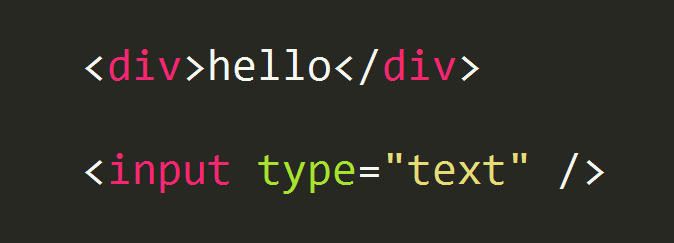 <div>hello</div>
<input type="text" />